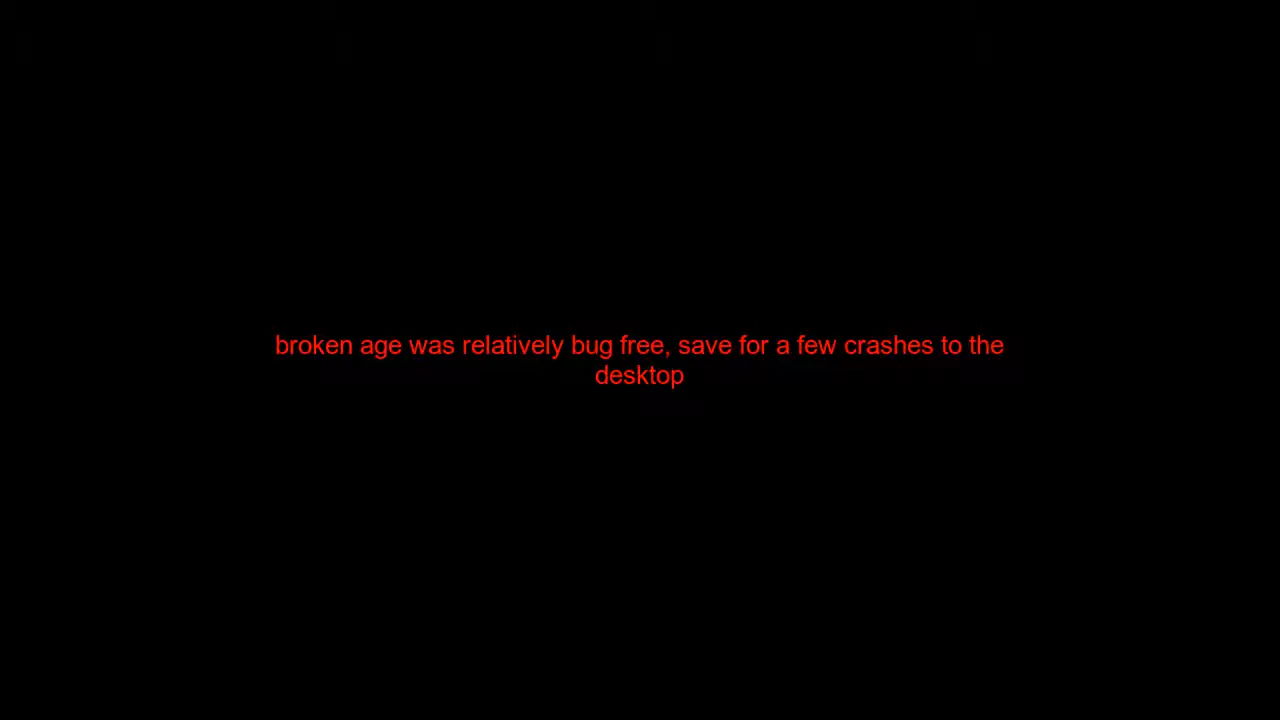 broken age was relatively bug free, save for a few crashes to the
desktop